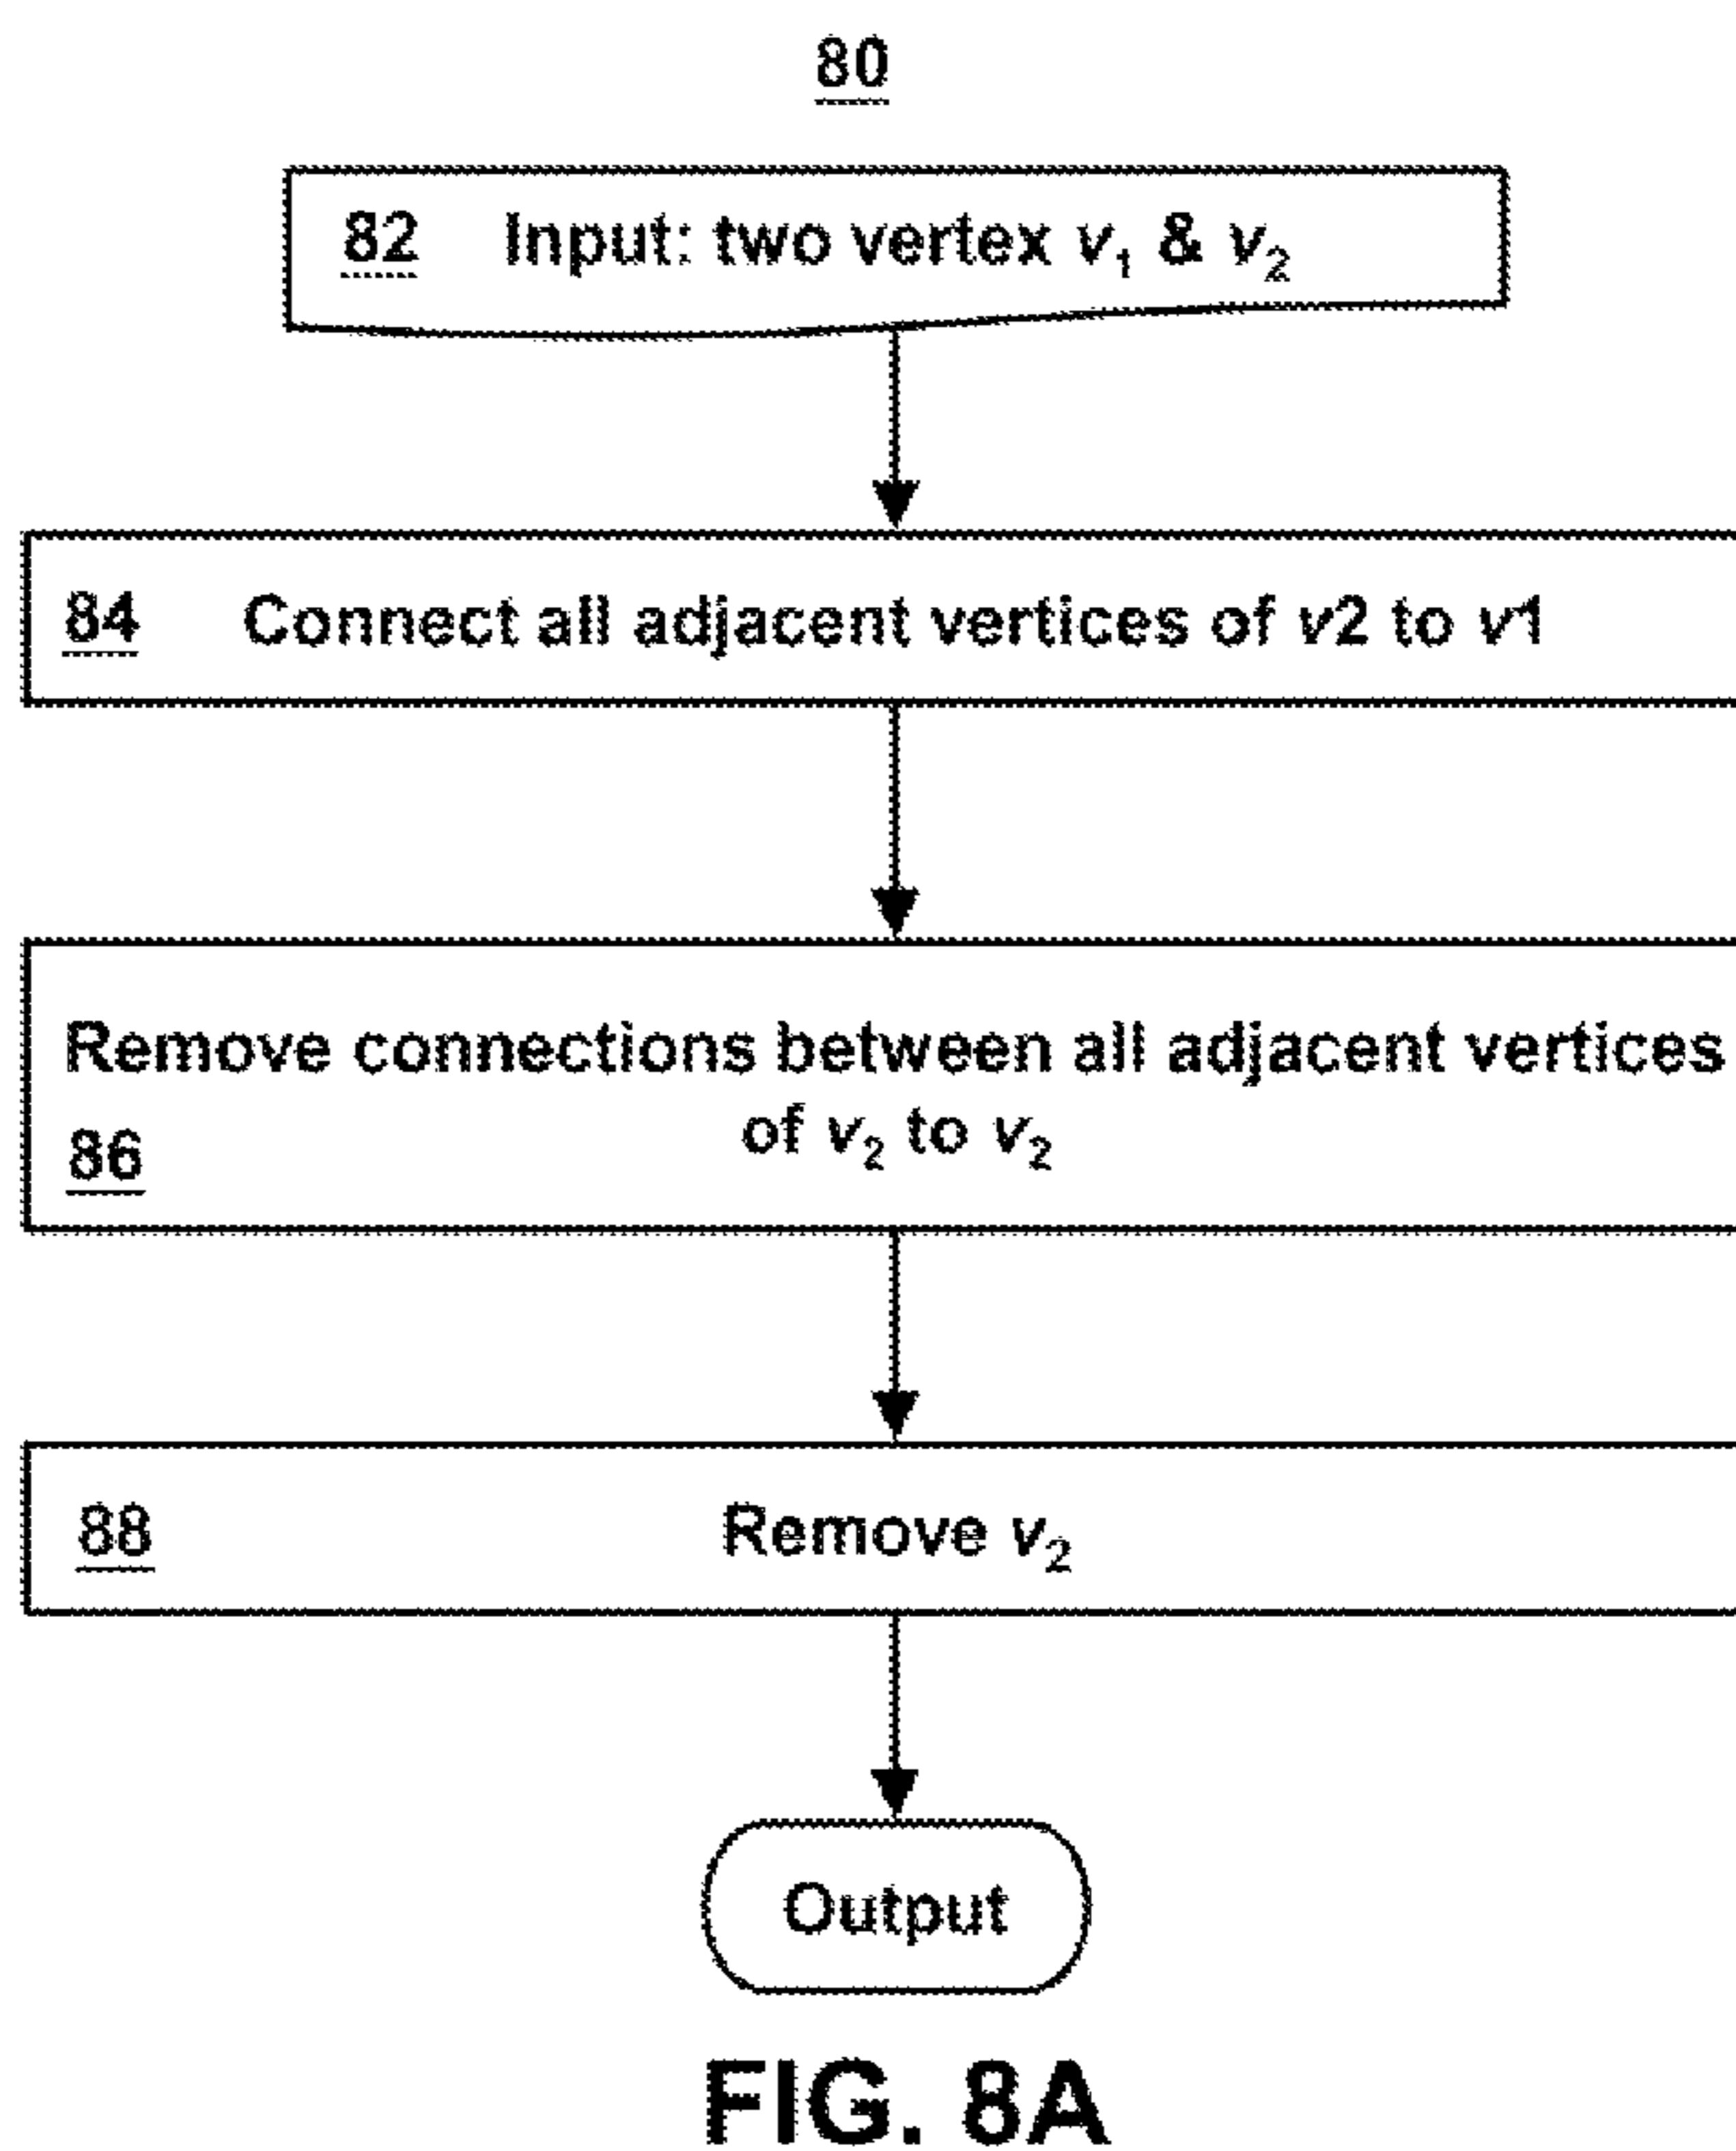 80
82 Input: two vertex v₁ & v₂
84 Connect all adjacent vertices of v2 to v1
Remove connections between all adjacent vertices
of v₂ to v₂
86
88 Remove v₂
Output
FIG. 8A